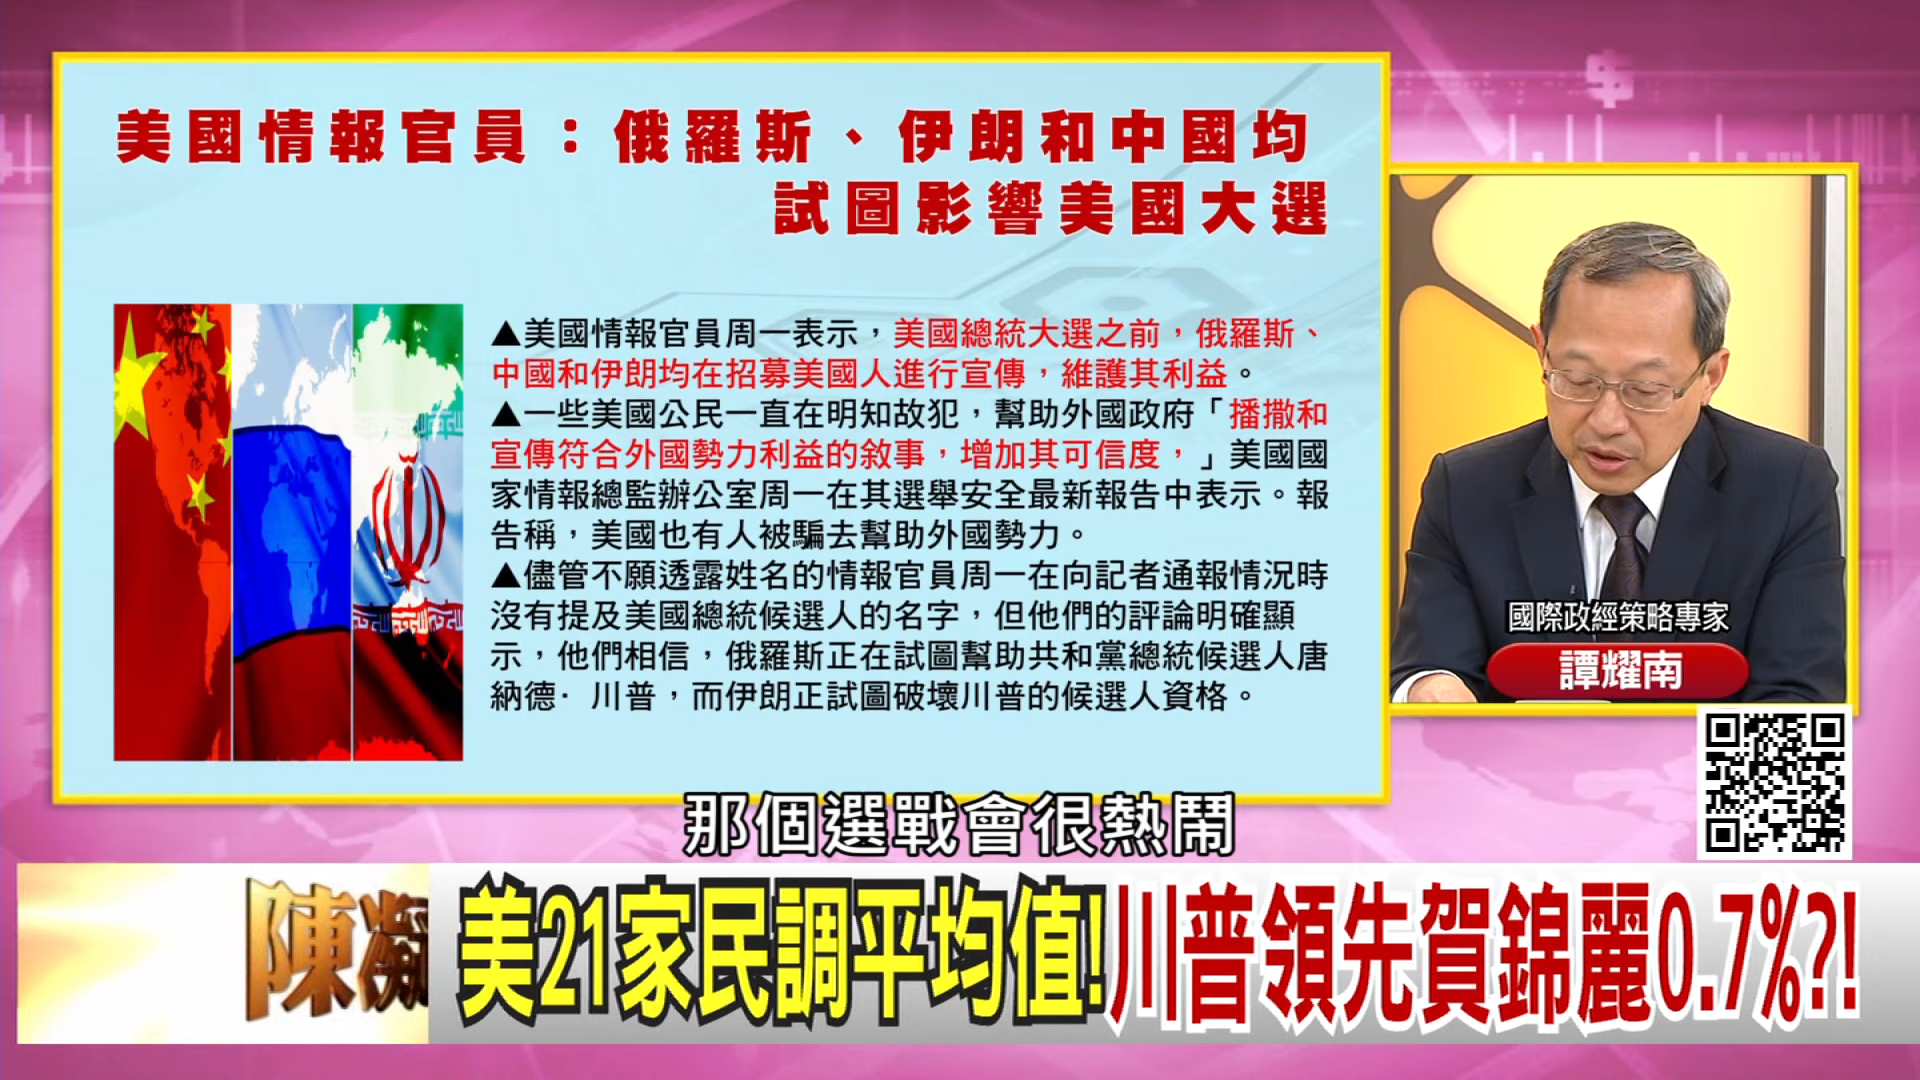 美國情報官員：俄羅斯、伊朗和中國均
試圖影響美國大選
▲美國情報官員周一表示，美國總統大選之前，俄羅斯、
中國和伊朗均在招募美國人進行宣傳，維護其利益。
▲一些美國公民一直在明知故犯，幫助外國政府「播撒和
宣傳符合外國勢力利益的敘事，增加其可信度，」美國國
家情報總監辦公室周一在其選舉安全最新報告中表示。報
告稱，美國也有人被騙去幫助外國勢力。
▲儘管不願透露姓名的情報官員周一在向記者通報情況時
沒有提及美國總統候選人的名字，但他們的評論明確顯
示，他們相信，俄羅斯正在試圖幫助共和黨總統候選人唐
納德· 川普，而伊朗正試圖破壞川普的候選人資格。
國際政經策略專家
譚耀南
那個選戰會很熱鬧
陳凝
美21家民調平均值!川普領先賀錦麗0.7%?!